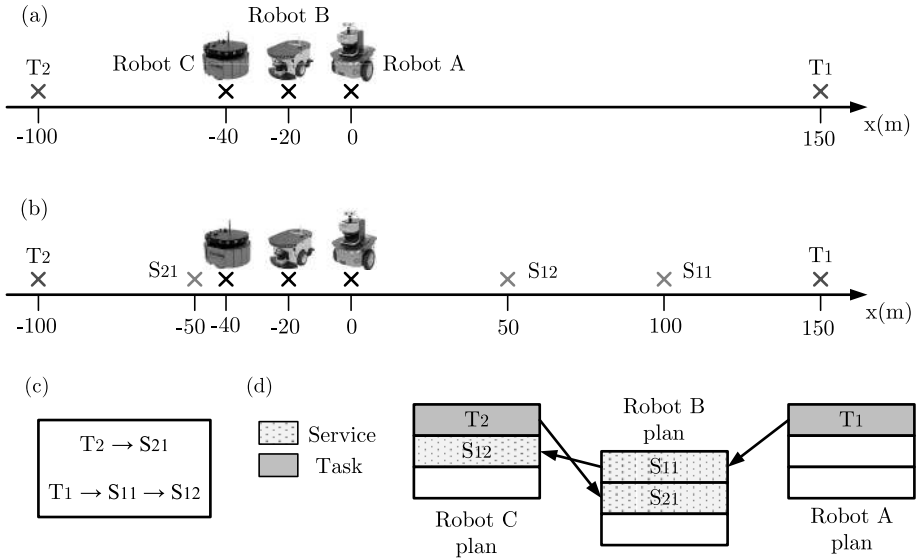 (a)
Robot B
Robot C
Robot A
T2
T1
-100
-40
-20
0
150
x(m)
(b)
T2
S21
S12
S11
T1
-100
-50
-40
-20
0
50
100
150
x(m)
(c)
T2 → S21
T1 → S11 → S12
(d)
Service
Task
T2
S12
Robot C
plan
Robot B
plan
S11
S21
T1
Robot A
plan